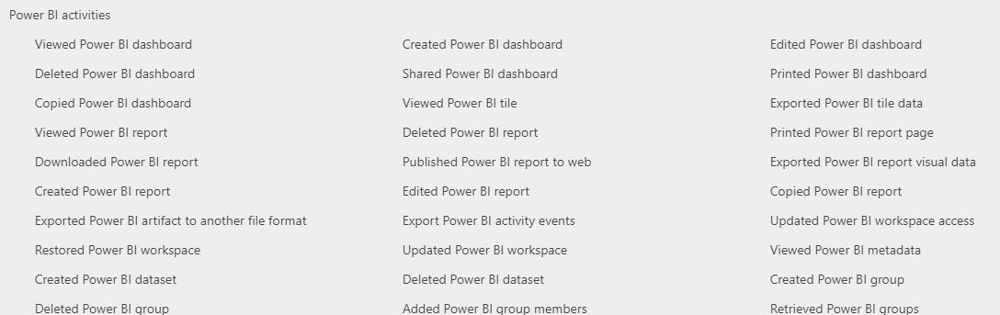 Power BI activities
Viewed Power BI dashboard Created Power BI dashboard Edited Power BI dashboard
Deleted Power BI dashboard Shared Power BI dashboard Printed Power BI dashboard
Copied Power BI dashboard Viewed Power BI tile Exported Power BI tile data
Viewed Power BI report Deleted Power BI report Printed Power BI report page
Downloaded Power BI report Published Power BI report to web Exported Power BI report visual data
Created Power BI report Edited Power BI report Copied Power BI report
Exported Power BI artifact to another file format Export Power BI activity events Updated Power BI workspace access
Restored Power BI workspace Updated Power BI workspace Viewed Power BI metadata
Created Power BI dataset Deleted Power BI dataset Created Power BI group
Deleted Power BI group Added Power BI group members Retrieved Power BI groups